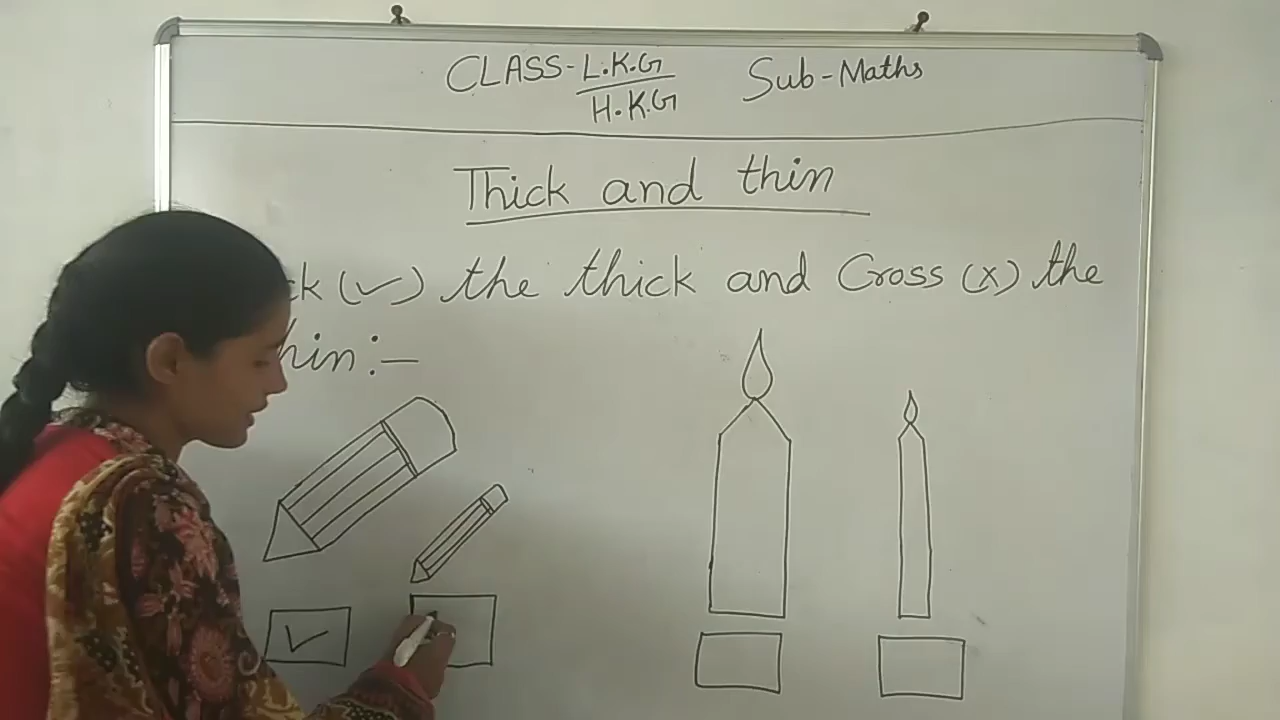 CLASS - L.K.G Sub - Maths
H.K.G
Thick and thin
ck (✓) the thick and Cross (x) the
hin :-